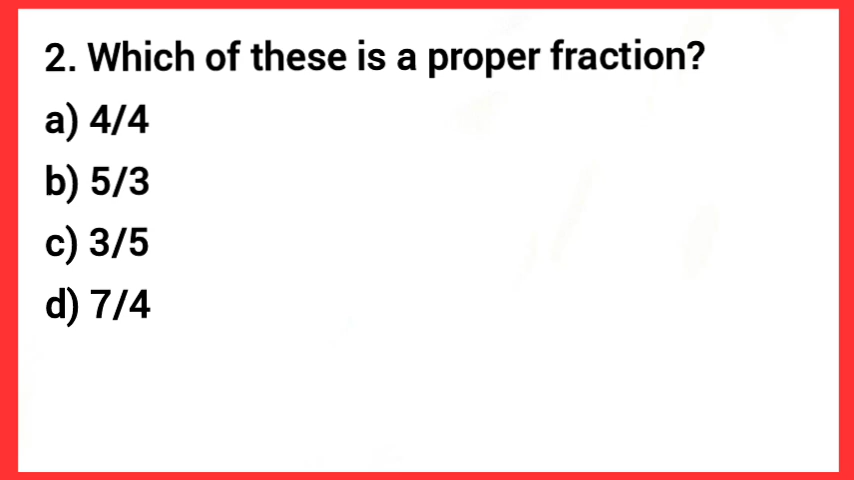 2. Which of these is a proper fraction?
a) 4/4
b) 5/3
c) 3/5
d) 7/4